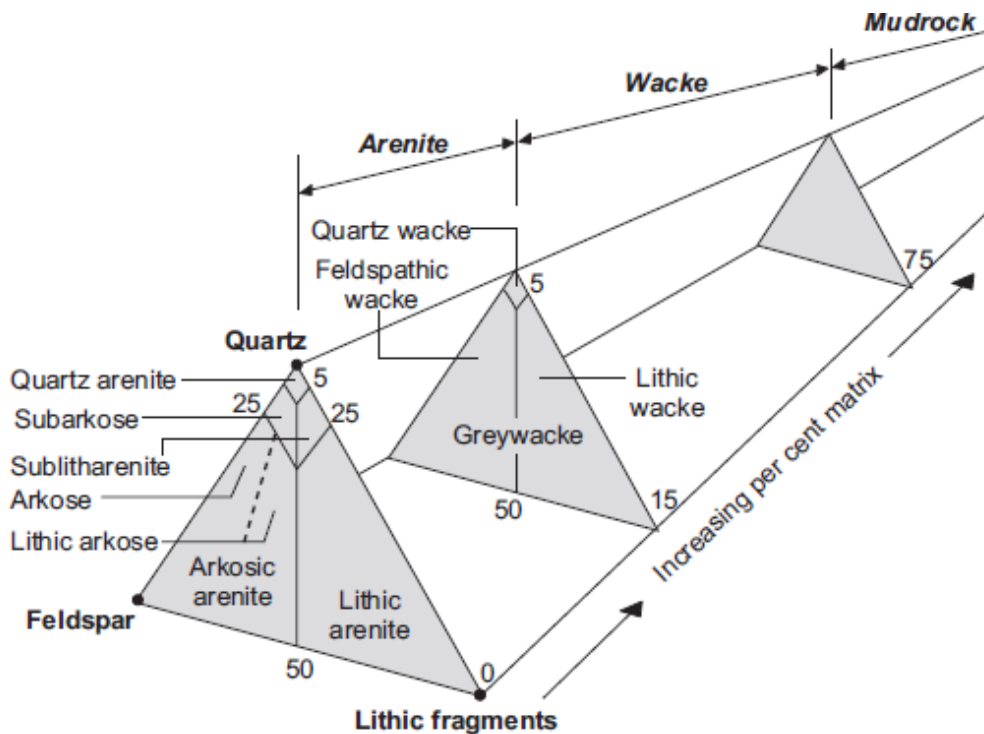 Mudrock
Wacke
Arenite
Quartz wacke
Feldspathic
wacke
5
75
Quartz
Quartz arenite
5
25
Subarkose
25
Lithic
wacke
Sublitharenite
Greywacke
Arkose
50
15
Lithic arkose
Increasing per cent matrix
Arkosic
arenite
Lithic
arenite
Feldspar
50
0
Lithic fragments